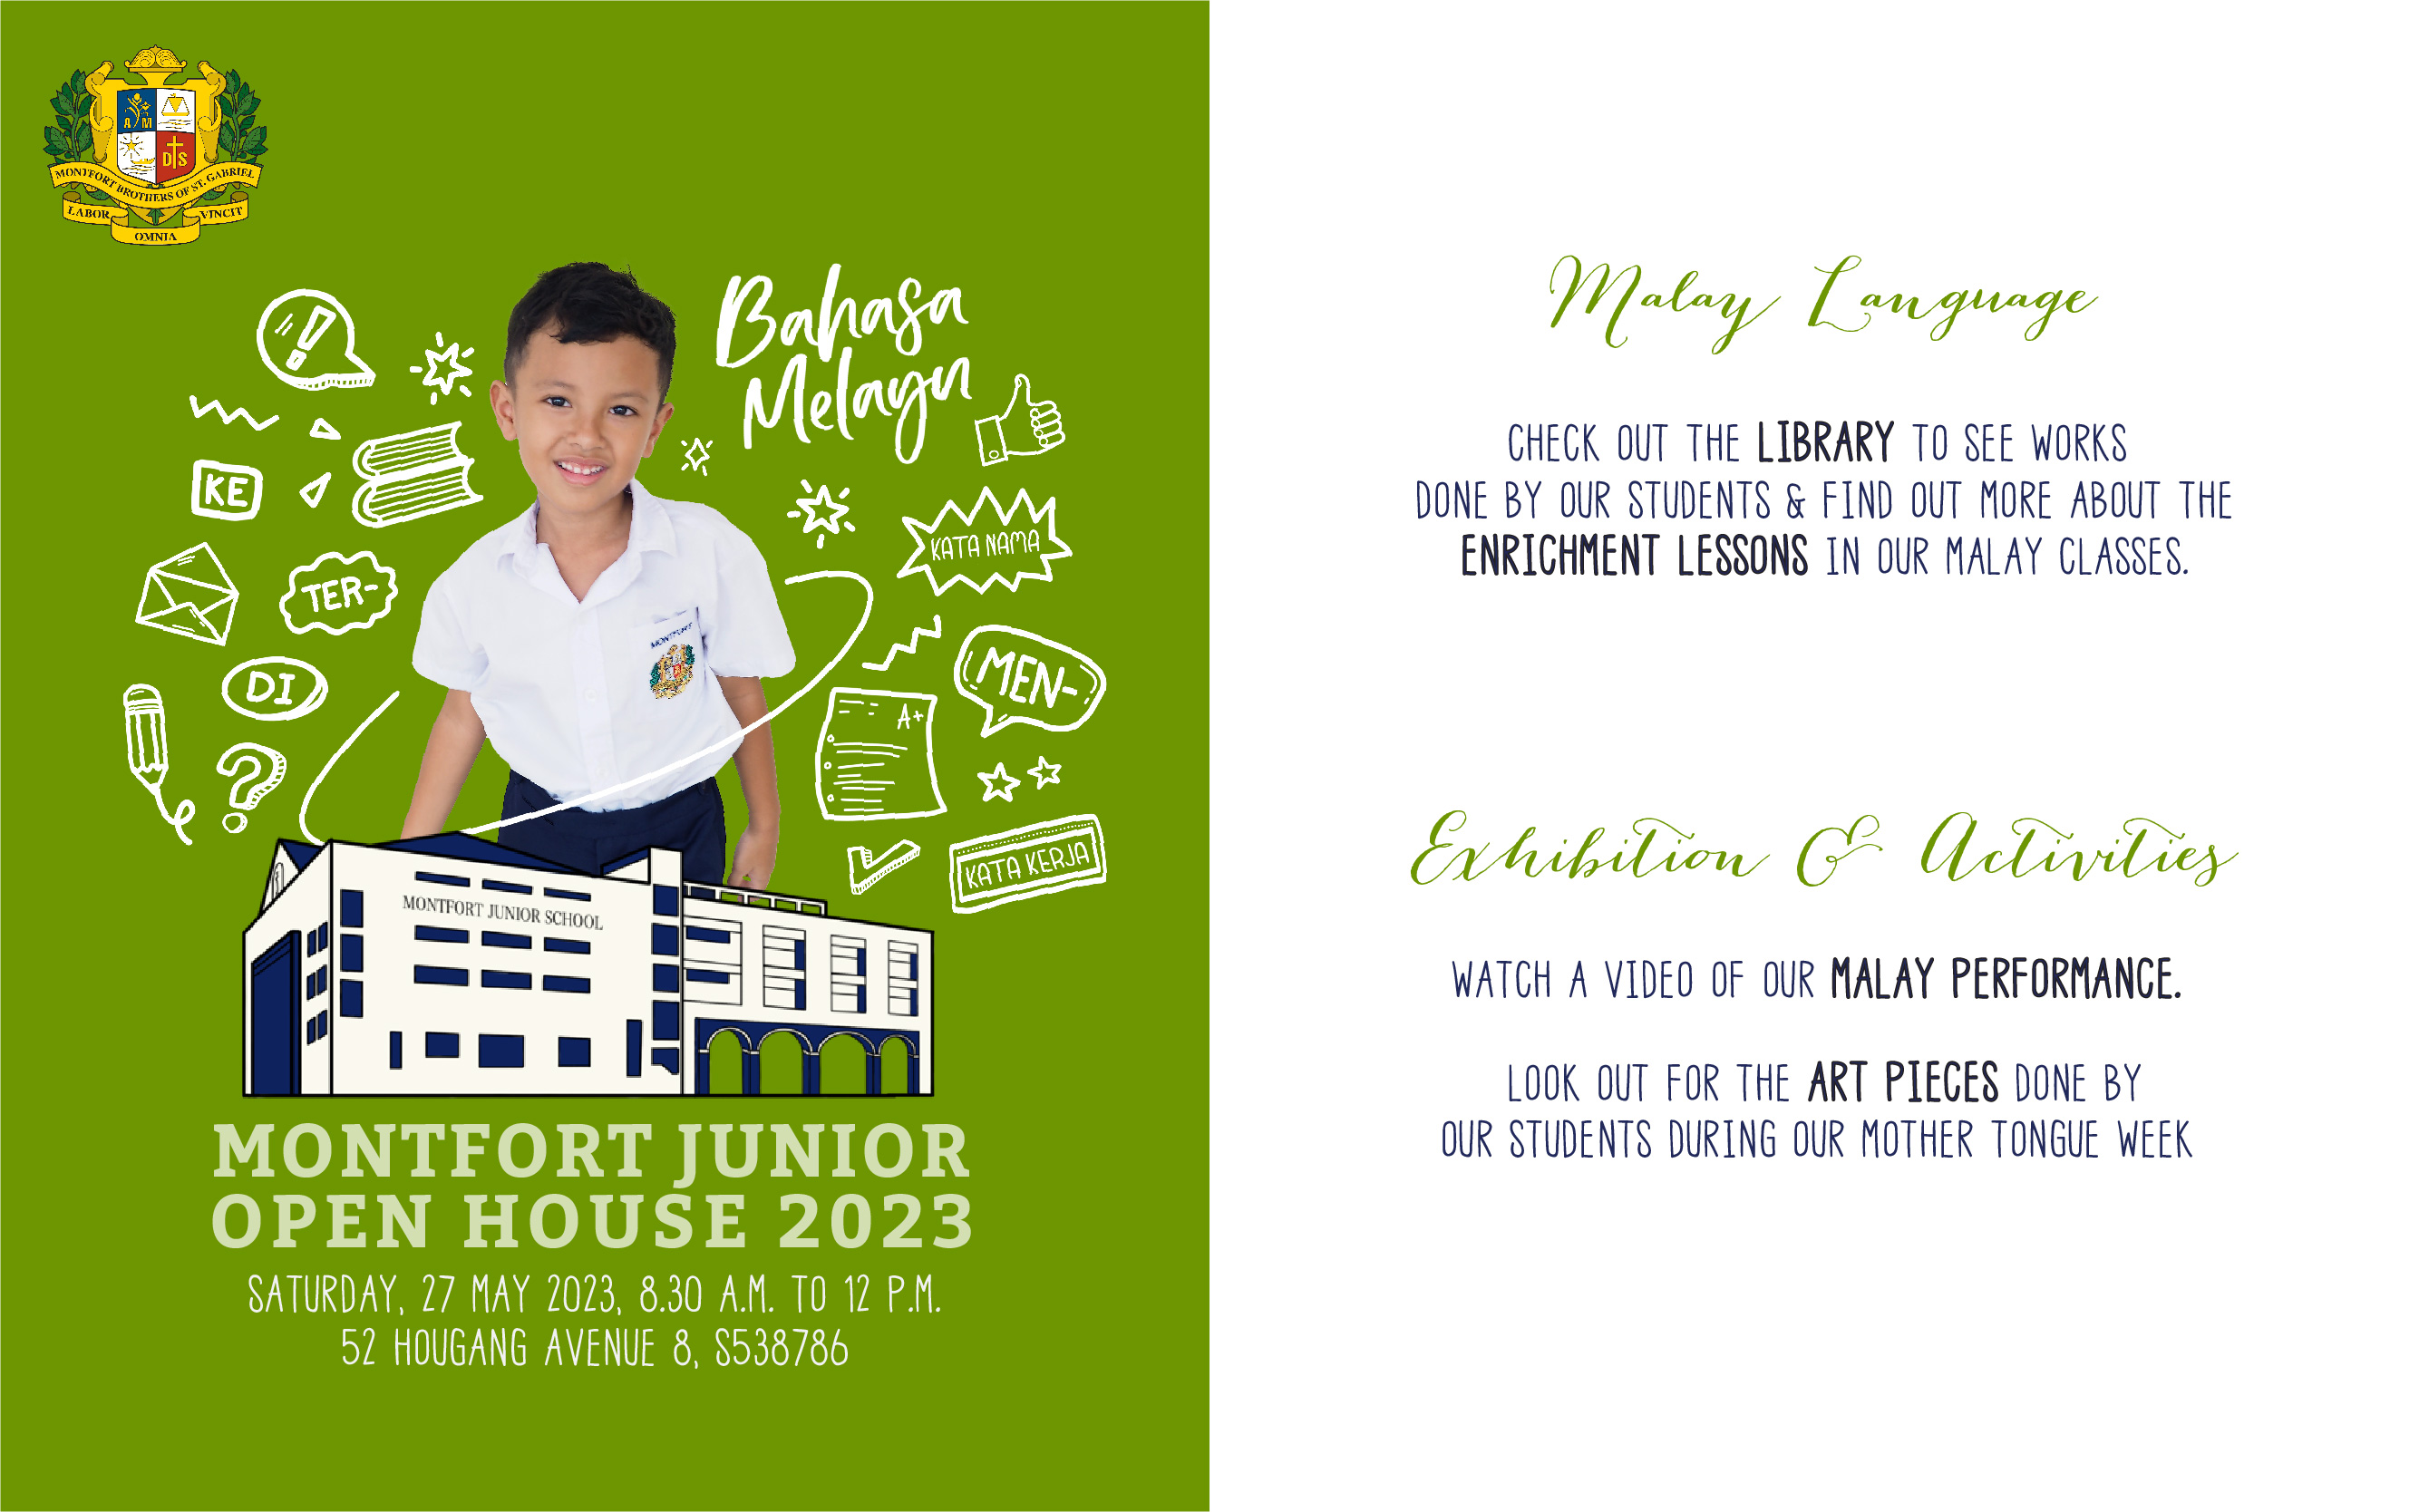 A M
D S
MONTFORT BROTHERS OF ST. GABRIEL
LABOR OMNIA VINCIT
Bahasa
Melayu
KE
TER-
DI
KATA NAMA
MEN-
A+
KATA KERJA
MONTFORT
MONTFORT JUNIOR SCHOOL
MONTFORT JUNIOR
OPEN HOUSE 2023
SATURDAY, 27 MAY 2023, 8.30 A.M. TO 12 P.M.
52 HOUGANG AVENUE 8, S538786
Malay Language
CHECK OUT THE LIBRARY TO SEE WORKS
DONE BY OUR STUDENTS & FIND OUT MORE ABOUT THE
ENRICHMENT LESSONS IN OUR MALAY CLASSES.
Exhibition & Activities
WATCH A VIDEO OF OUR MALAY PERFORMANCE.
LOOK OUT FOR THE ART PIECES DONE BY
OUR STUDENTS DURING OUR MOTHER TONGUE WEEK